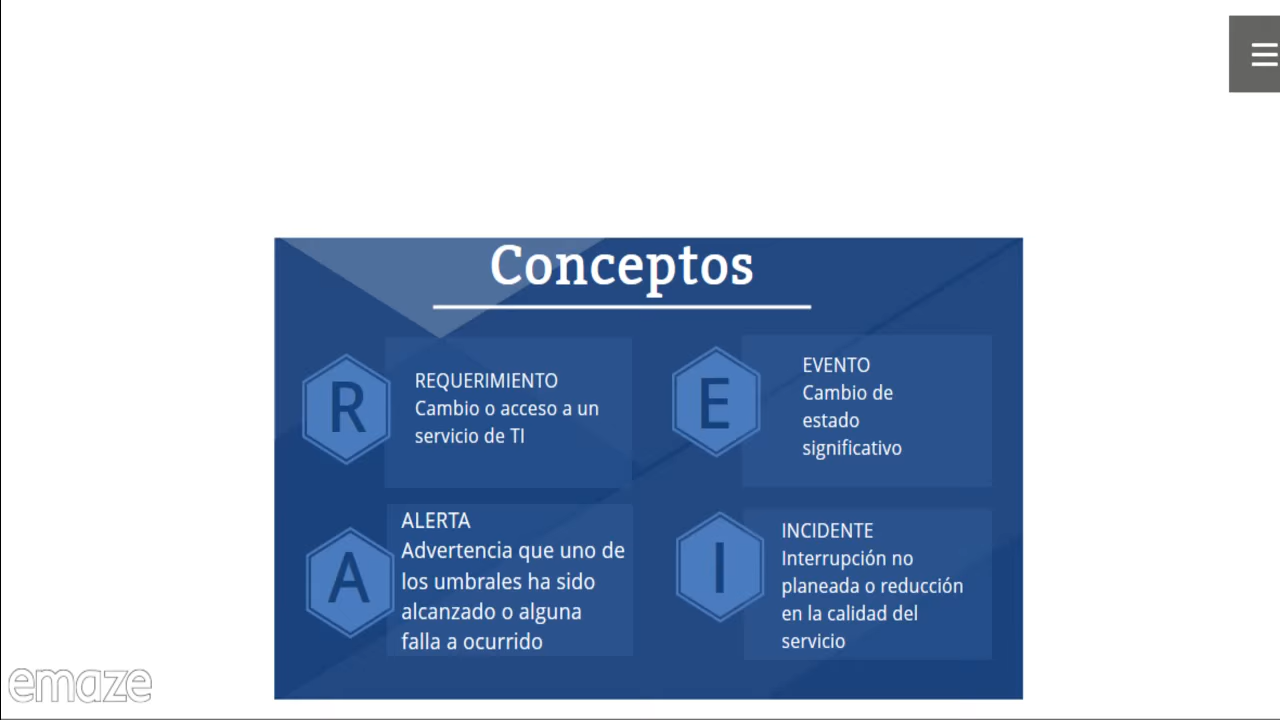 Conceptos
R
REQUERIMIENTO
Cambio o acceso a un
servicio de TI
E
EVENTO
Cambio de
estado
significativo
A
ALERTA
Advertencia que uno de
los umbrales ha sido
alcanzado o alguna
falla a ocurrido
I
INCIDENTE
Interrupción no
planeada o reducción
en la calidad del
servicio
emaze